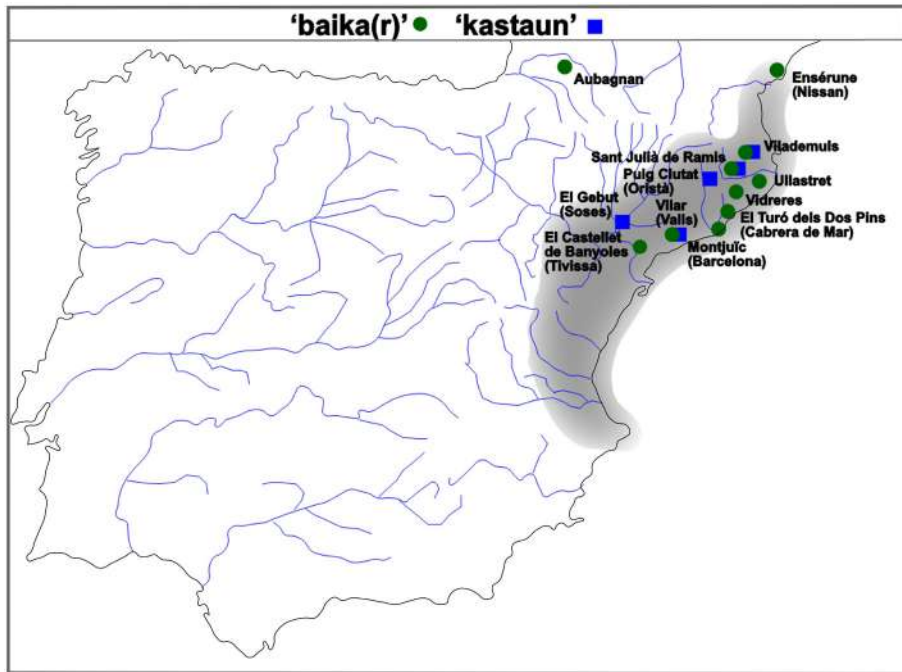 ‘baika(r)’ ‘kastaun’
Aubagnan
Ensérune
(Nissan)
Vilademuls
Sant Julià de Ramis
Puig Ciutat
(Oristà)
Ullastret
El Gebut
(Soses)
Vilar
(Valls)
Vidreres
El Turó dels Dos Pins
(Cabrera de Mar)
El Castellet
de Banyoles
(Tivissa)
Montjuïc
(Barcelona)